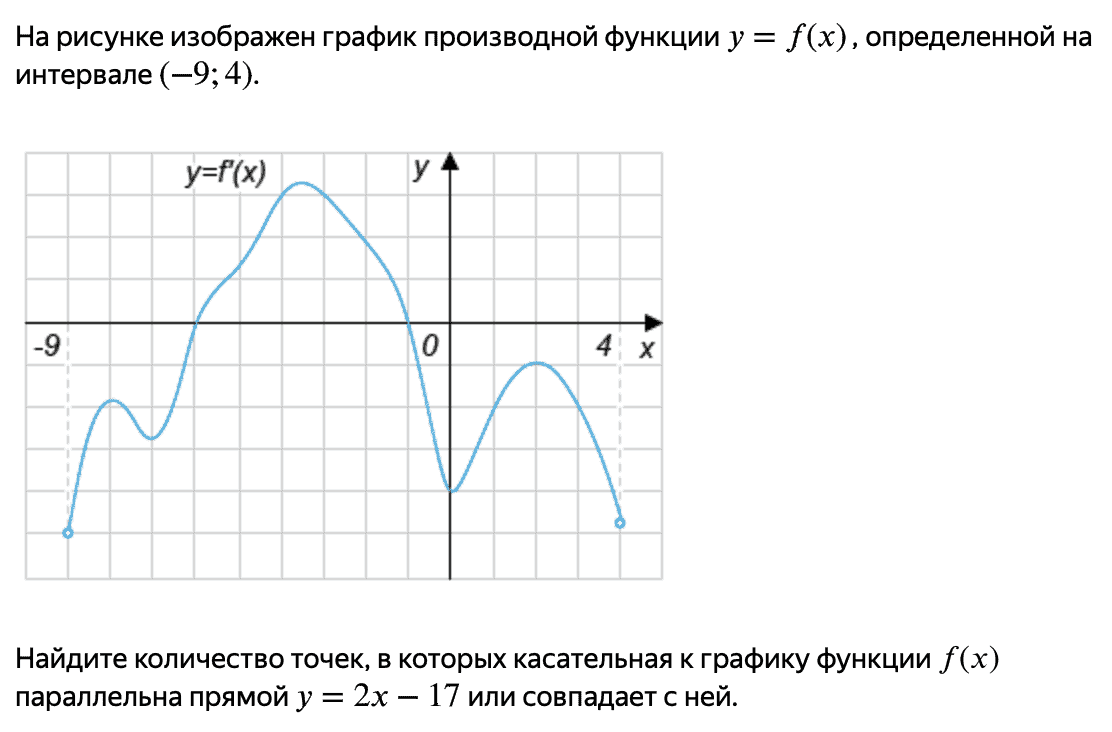 На рисунке изображен график производной функции y = f(x), определенной на
интервале (−9; 4).
y=f'(x)
y
-9
0
4
x
Найдите количество точек, в которых касательная к графику функции f(x)
параллельна прямой y = 2x − 17 или совпадает с ней.